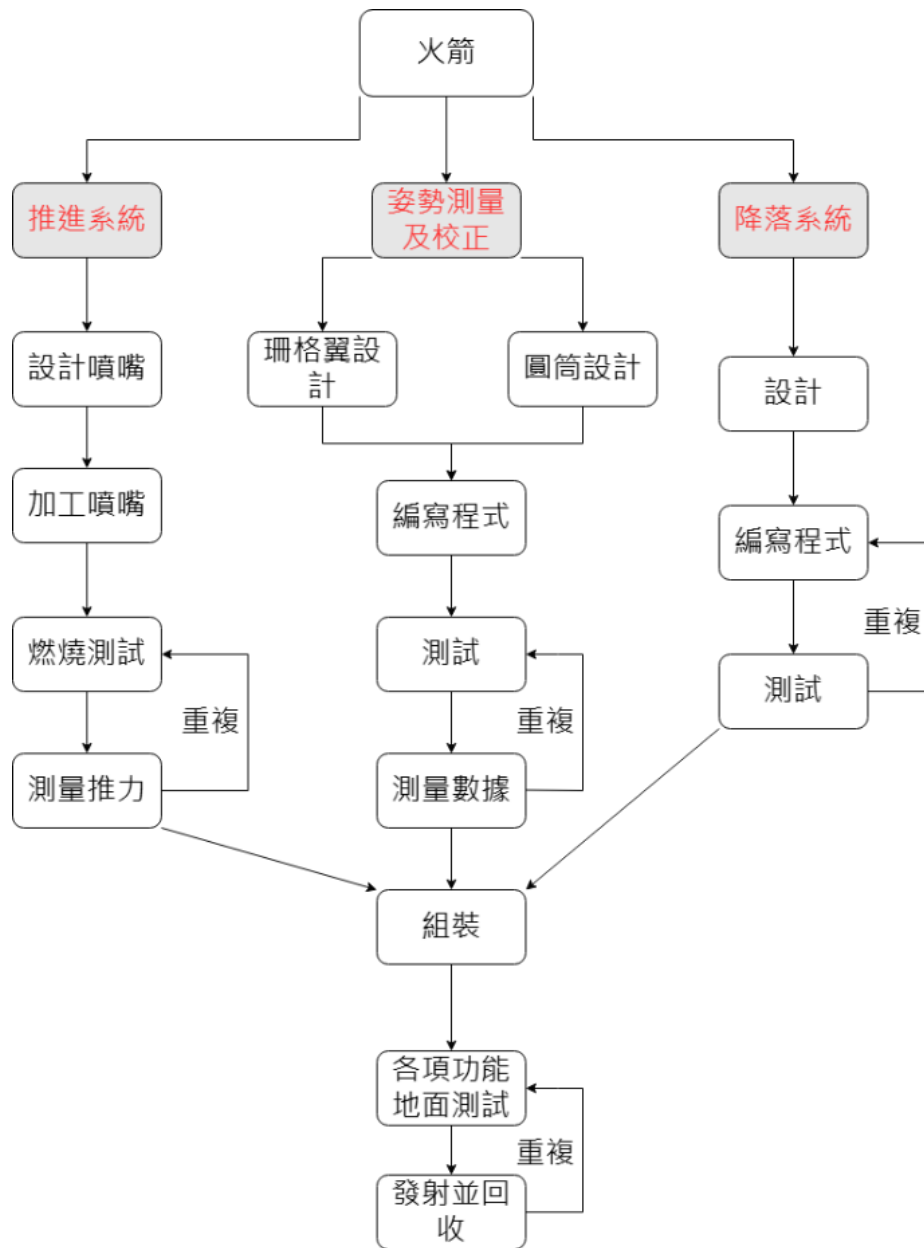 火箭
推進系統
姿勢測量
及校正
降落系統
設計噴嘴
珊格翼設
計
圓筒設計
設計
加工噴嘴
編寫程式
編寫程式
重複
燃燒測試
測試
測試
重複
重複
測量推力
測量數據
組裝
各項功能
地面測試
重複
發射並回
收